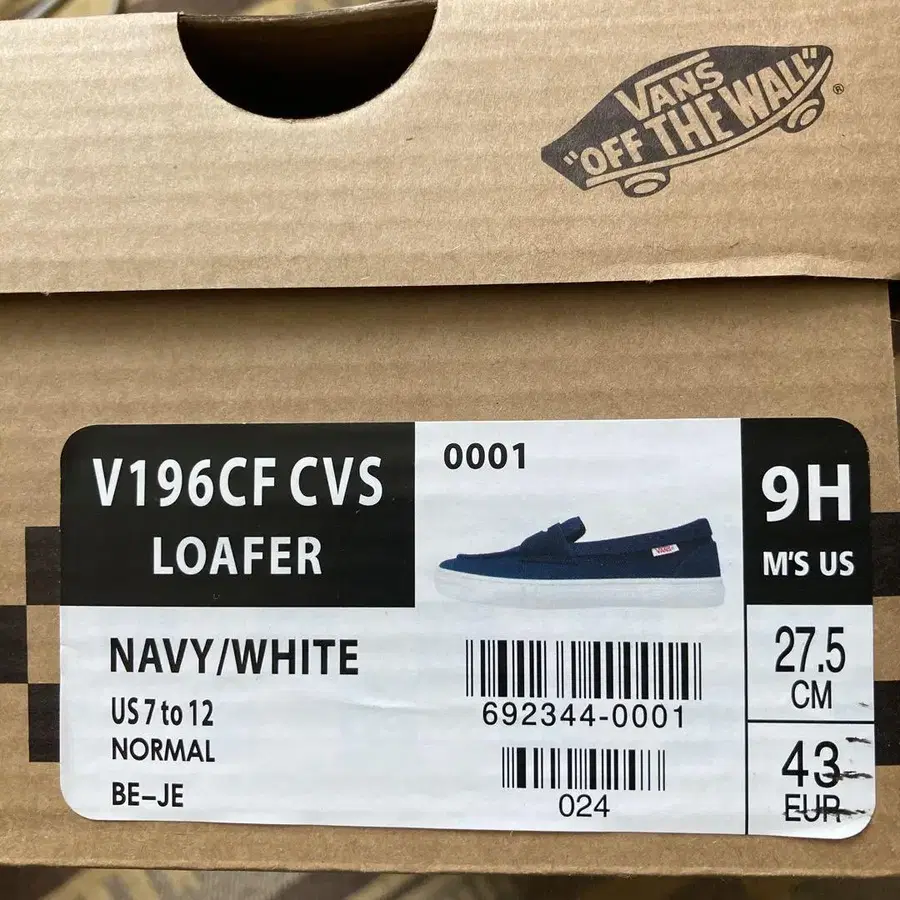 VANS
"OFF THE WALL"
®
V196CF CVS
LOAFER
0001
9H
M'S US
NAVY/WHITE
US 7 to 12
NORMAL
BE-JE
VANS
692344-0001
024
27.5
CM
43
EUR